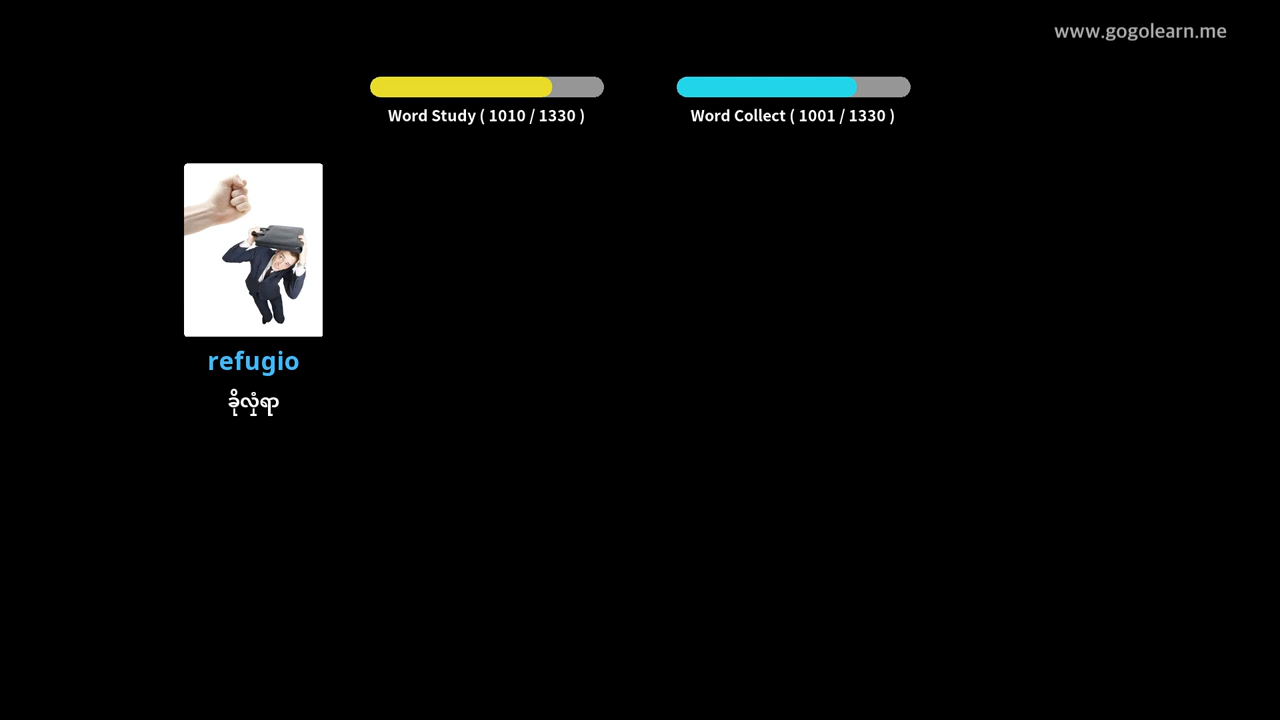 www.gogolearn.me
Word Study ( 1010 / 1330 )
Word Collect ( 1001 / 1330 )
refugio
ခိုလှုံရာ